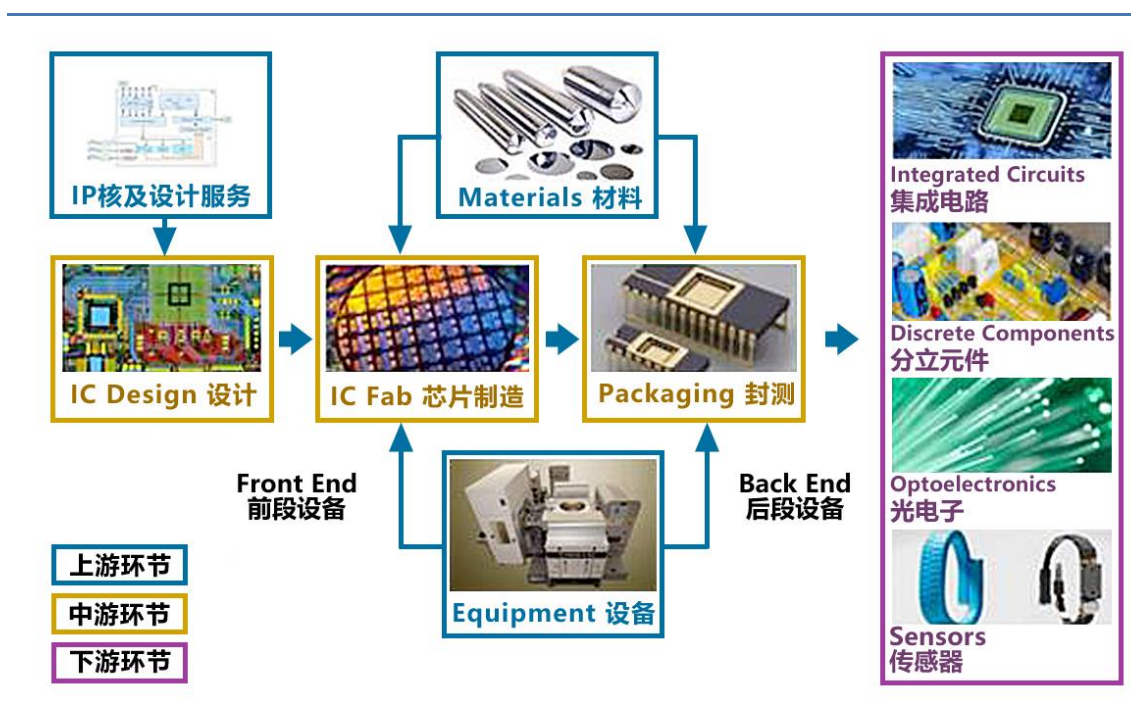 IP核及设计服务
Materials 材料
Integrated Circuits
集成电路
IC Design 设计
IC Fab 芯片制造
Packaging 封测
Discrete Components
分立元件
Front End
前段设备
Back End
后段设备
Equipment 设备
Optoelectronics
光电子
Sensors
传感器
上游环节
中游环节
下游环节